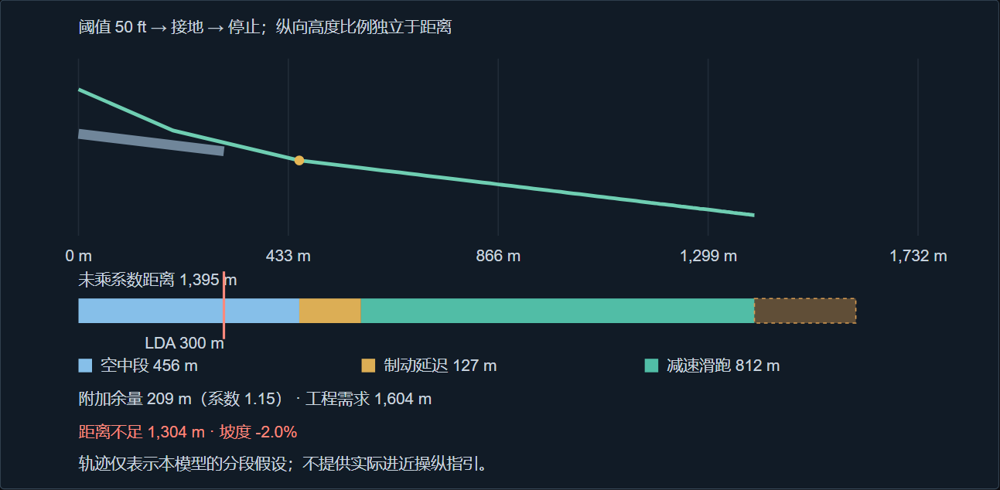 阈值 50 ft → 接地 → 停止；纵向高度比例独立于距离
0 m 433 m 866 m 1,299 m 1,732 m
未乘系数距离 1,395 m
LDA 300 m
空中段 456 m 制动延迟 127 m 减速滑跑 812 m
附加余量 209 m（系数 1.15） · 工程需求 1,604 m
距离不足 1,304 m · 坡度 -2.0%
轨迹仅表示本模型的分段假设；不提供实际进近操纵指引。